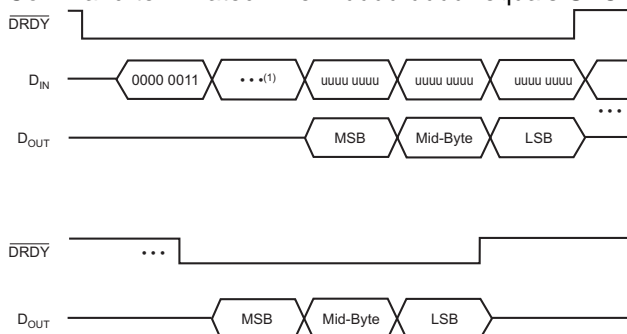 DRDY
DIN 0000 0011 •••(1) uuuu uuuu uuuu uuuu uuuu uuuu
•••
DOUT MSB Mid-Byte LSB
DRDY •••
DOUT MSB Mid-Byte LSB